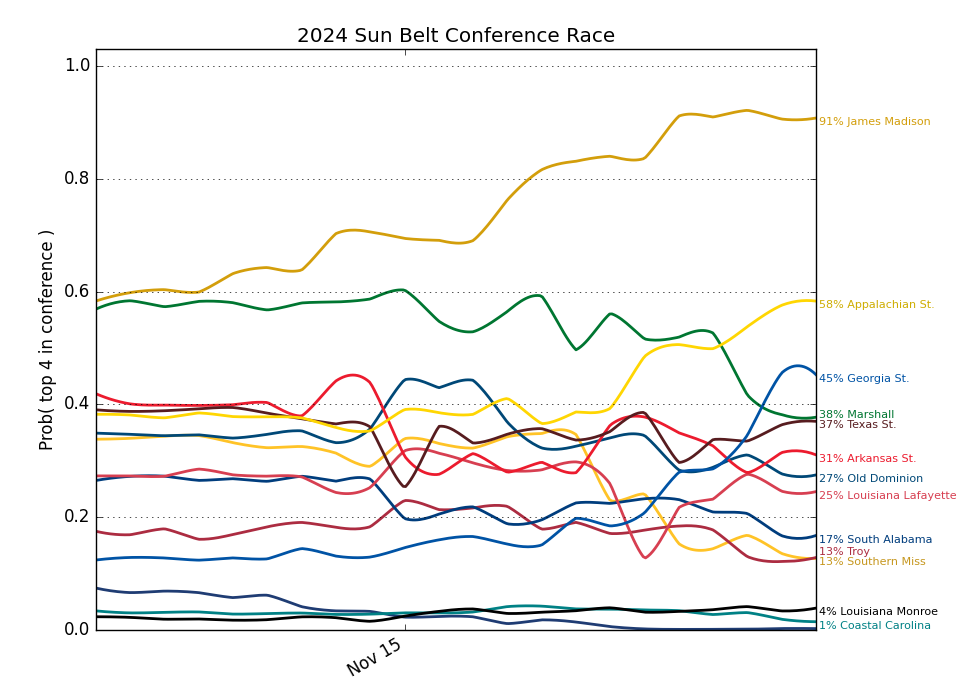 2024 Sun Belt Conference Race
1.0
0.8
0.6
0.4
0.2
0.0
Prob( top 4 in conference )
Nov 15
91% James Madison
58% Appalachian St.
45% Georgia St.
38% Marshall
37% Texas St.
31% Arkansas St.
27% Old Dominion
25% Louisiana Lafayette
17% South Alabama
13% Troy
13% Southern Miss
4% Louisiana Monroe
1% Coastal Carolina